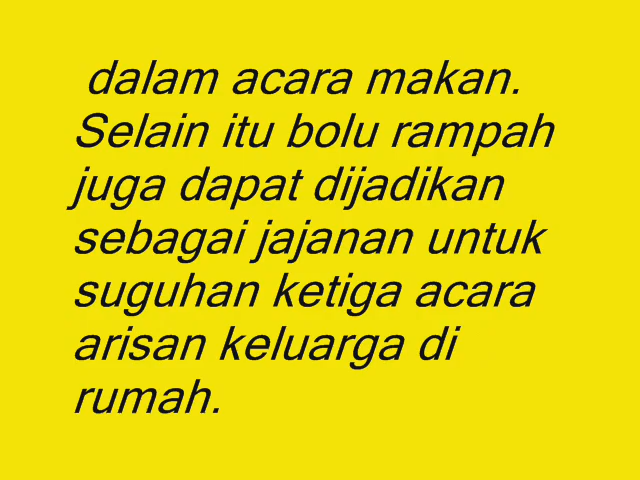 dalam acara makan.
Selain itu bolu rampah
juga dapat dijadikan
sebagai jajanan untuk
suguhan ketiga acara
arisan keluarga di
rumah.